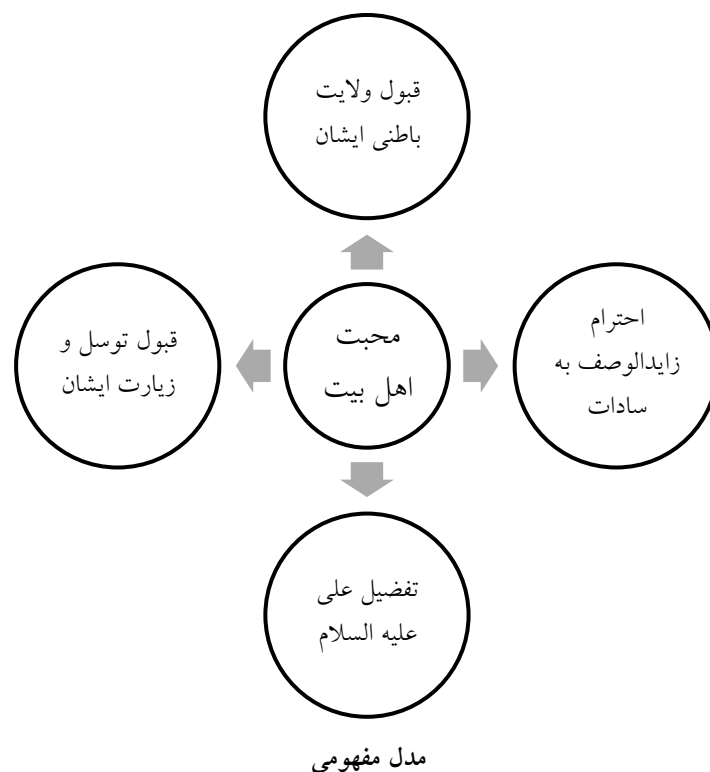 قبول ولایت
باطنی ایشان
احترام
زایدالوصف به
سادات
محبت
اهل بیت
قبول توسل و
زیارت ایشان
تفضیل علی
علیه السلام
مدل مفهومی